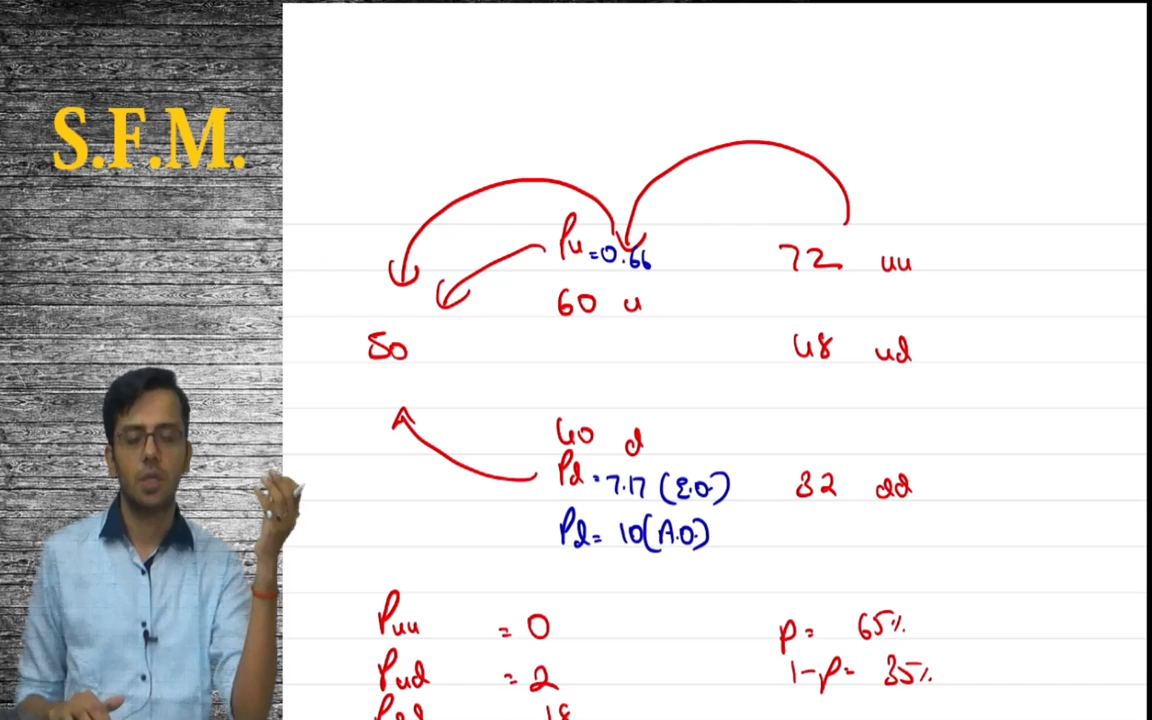 S.F.M.
Pu = 0.66
72 uu
60 u
50
48 ud
40 d
Pd = 7.17 (E.O.)
32 dd
Pd = 10 (A.O.)
Puu = 0
p = 65%
Pud = 2
1-p = 35%
18